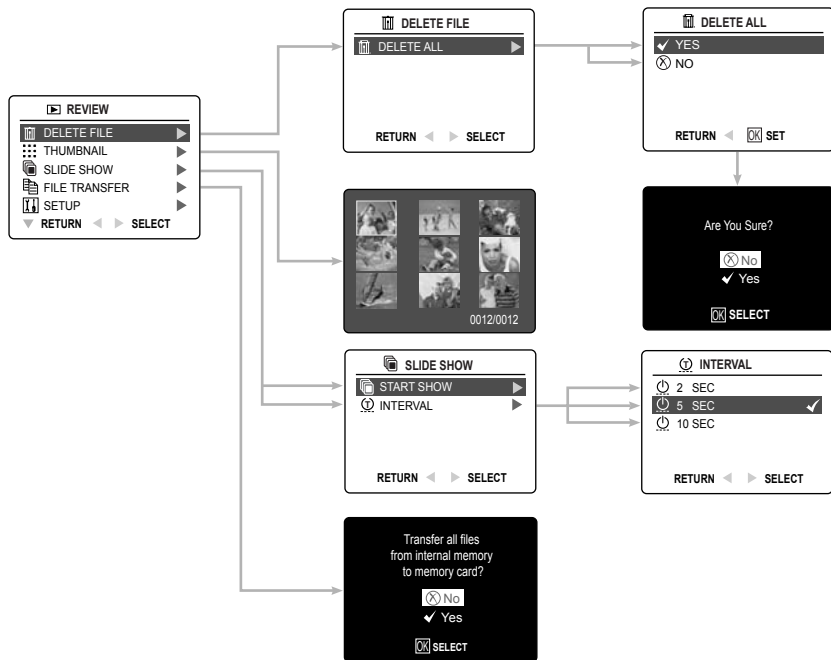 REVIEW
DELETE FILE
THUMBNAIL
SLIDE SHOW
FILE TRANSFER
SETUP
RETURN SELECT
DELETE FILE
DELETE ALL
RETURN SELECT
DELETE ALL
YES
NO
RETURN OK SET
Are You Sure?
No
Yes
OK SELECT
0012/0012
SLIDE SHOW
START SHOW
INTERVAL
RETURN SELECT
INTERVAL
2 SEC
5 SEC
10 SEC
RETURN SELECT
Transfer all files
from internal memory
to memory card?
No
Yes
OK SELECT